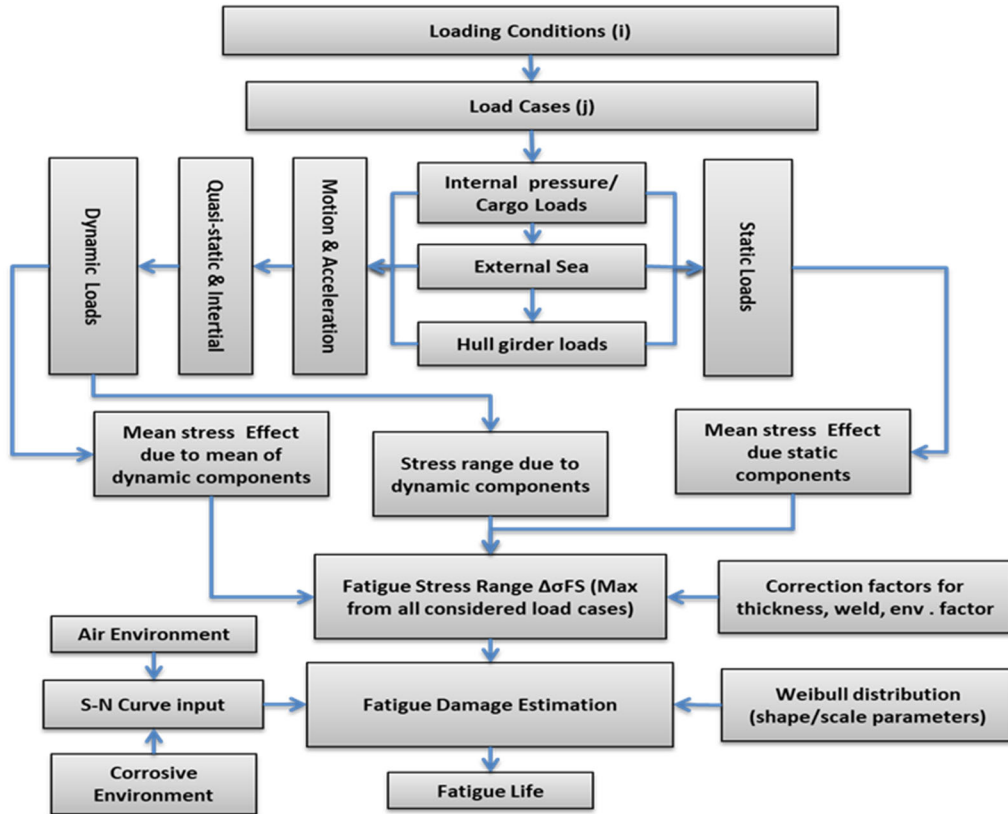 Loading Conditions (i)
Load Cases (j)
Dynamic Loads
Quasi-static & Intertial
Motion & Acceleration
Internal pressure/
Cargo Loads
External Sea
Hull girder loads
Static Loads
Mean stress Effect
due to mean of
dynamic components
Stress range due to
dynamic components
Mean stress Effect
due static
components
Fatigue Stress Range ΔσFS (Max
from all considered load cases)
Correction factors for
thickness, weld, env . factor
Air Environment
S-N Curve input
Corrosive
Environment
Fatigue Damage Estimation
Weibull distribution
(shape/scale parameters)
Fatigue Life